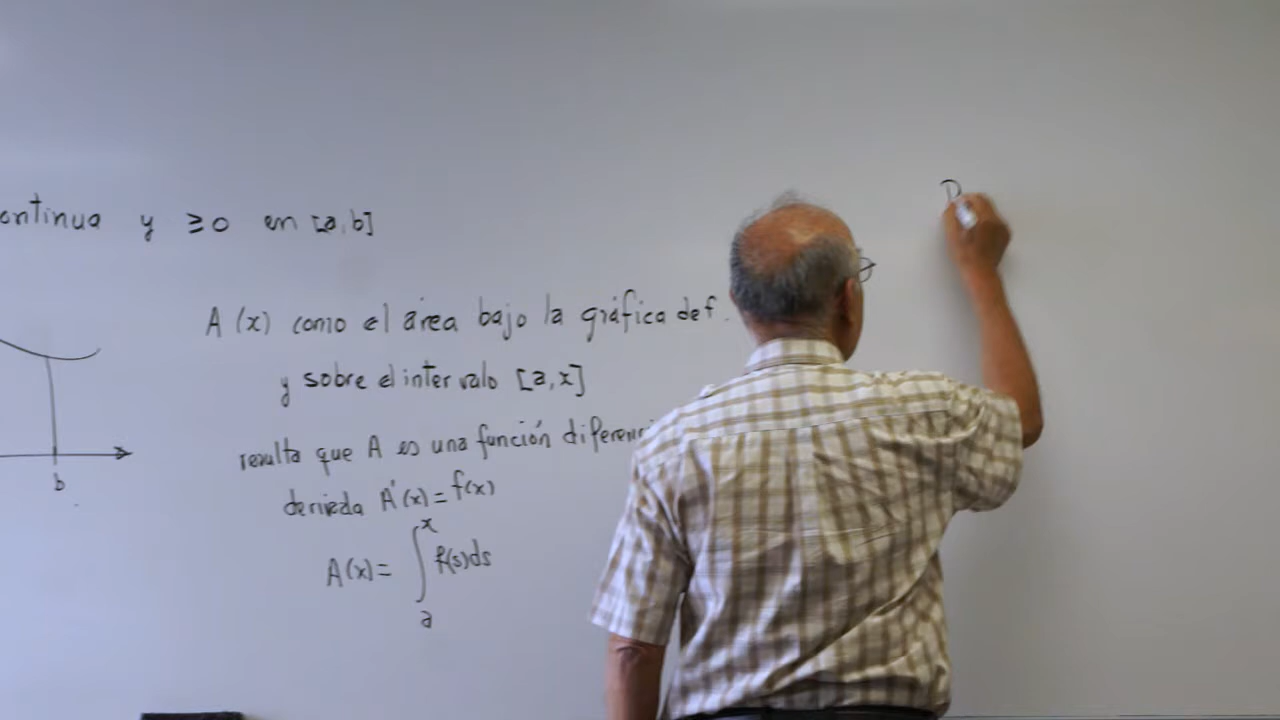 ontinua y ≥0 en [a,b]
A(x) como el área bajo la gráfica de f.
y sobre el intervalo [a,x]
resulta que A es una función diferenci
derivada A'(x) = f(x)
A(x) = ∫ₐˣ f(s)ds
b
D